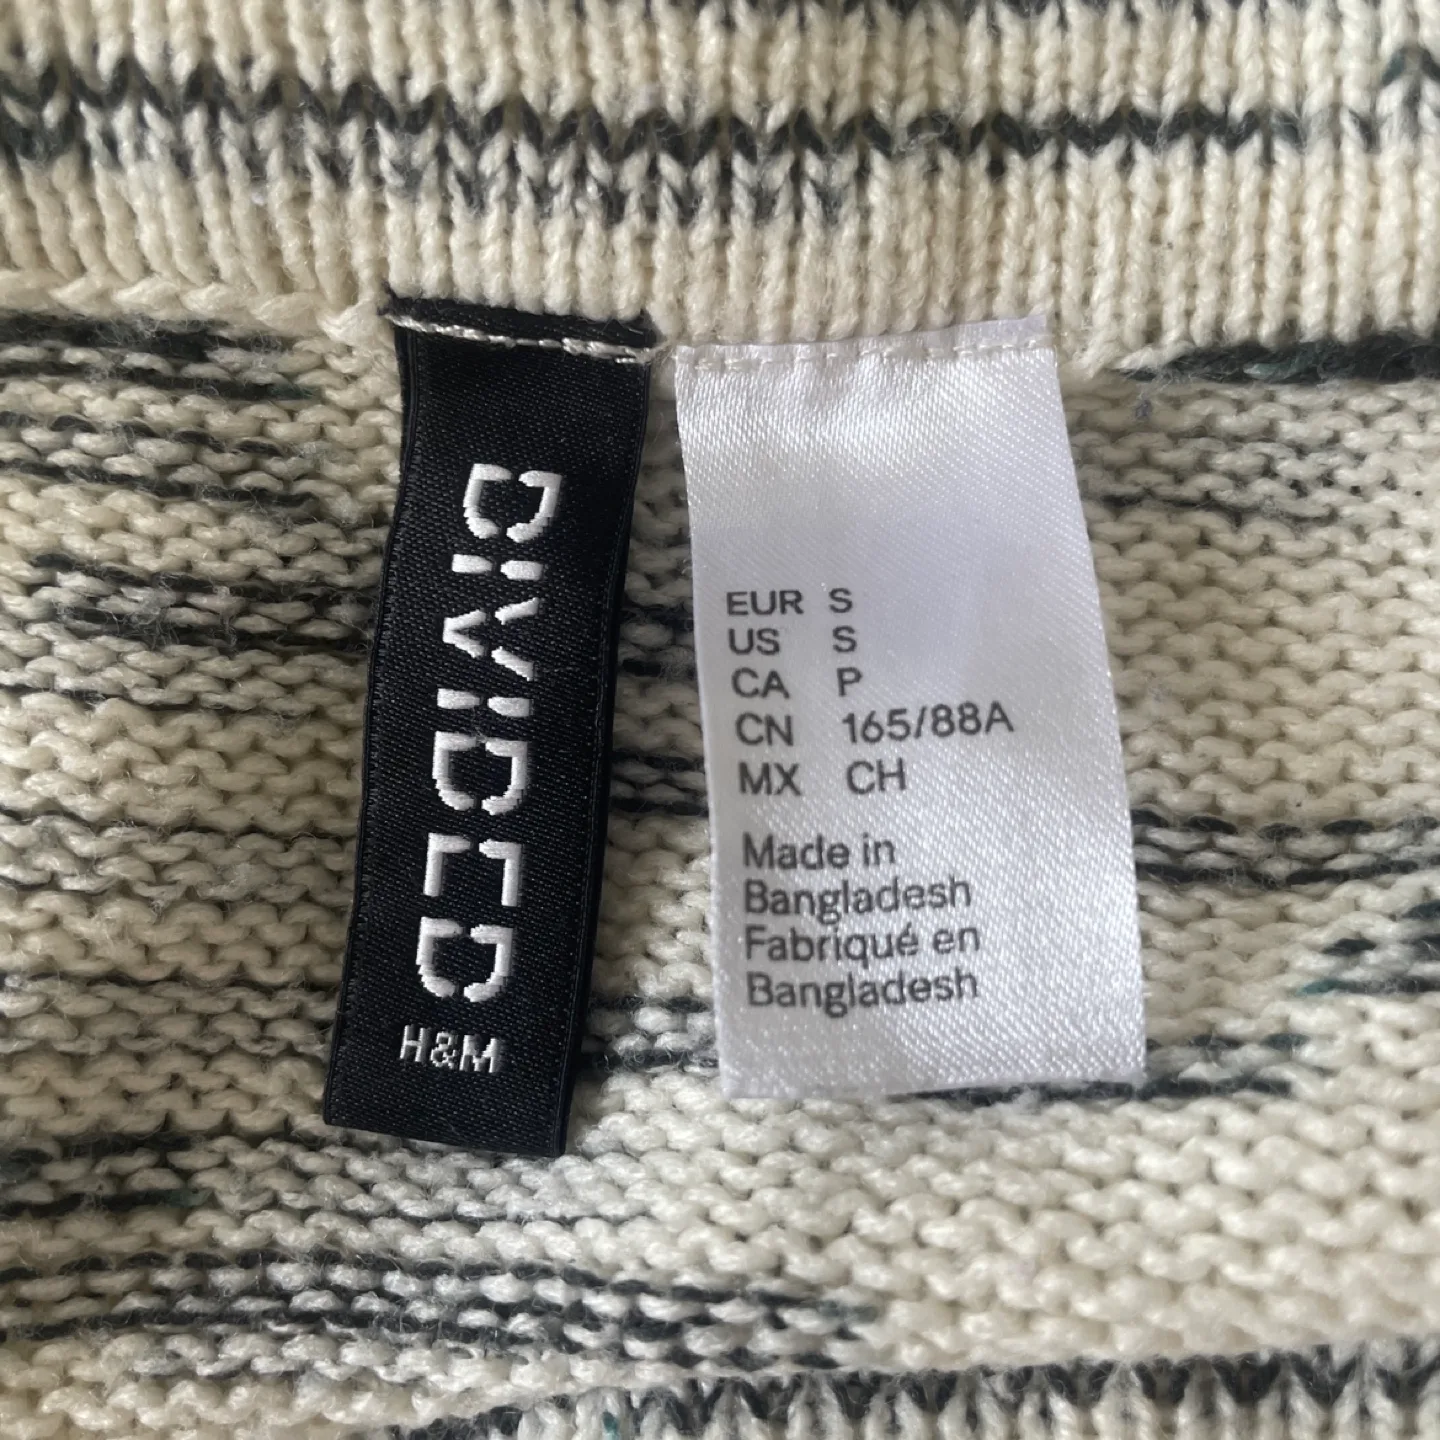 DIVIDED
H&M
EUR S
US S
CA P
CN 165/88A
MX CH
Made in
Bangladesh
Fabriqué en
Bangladesh